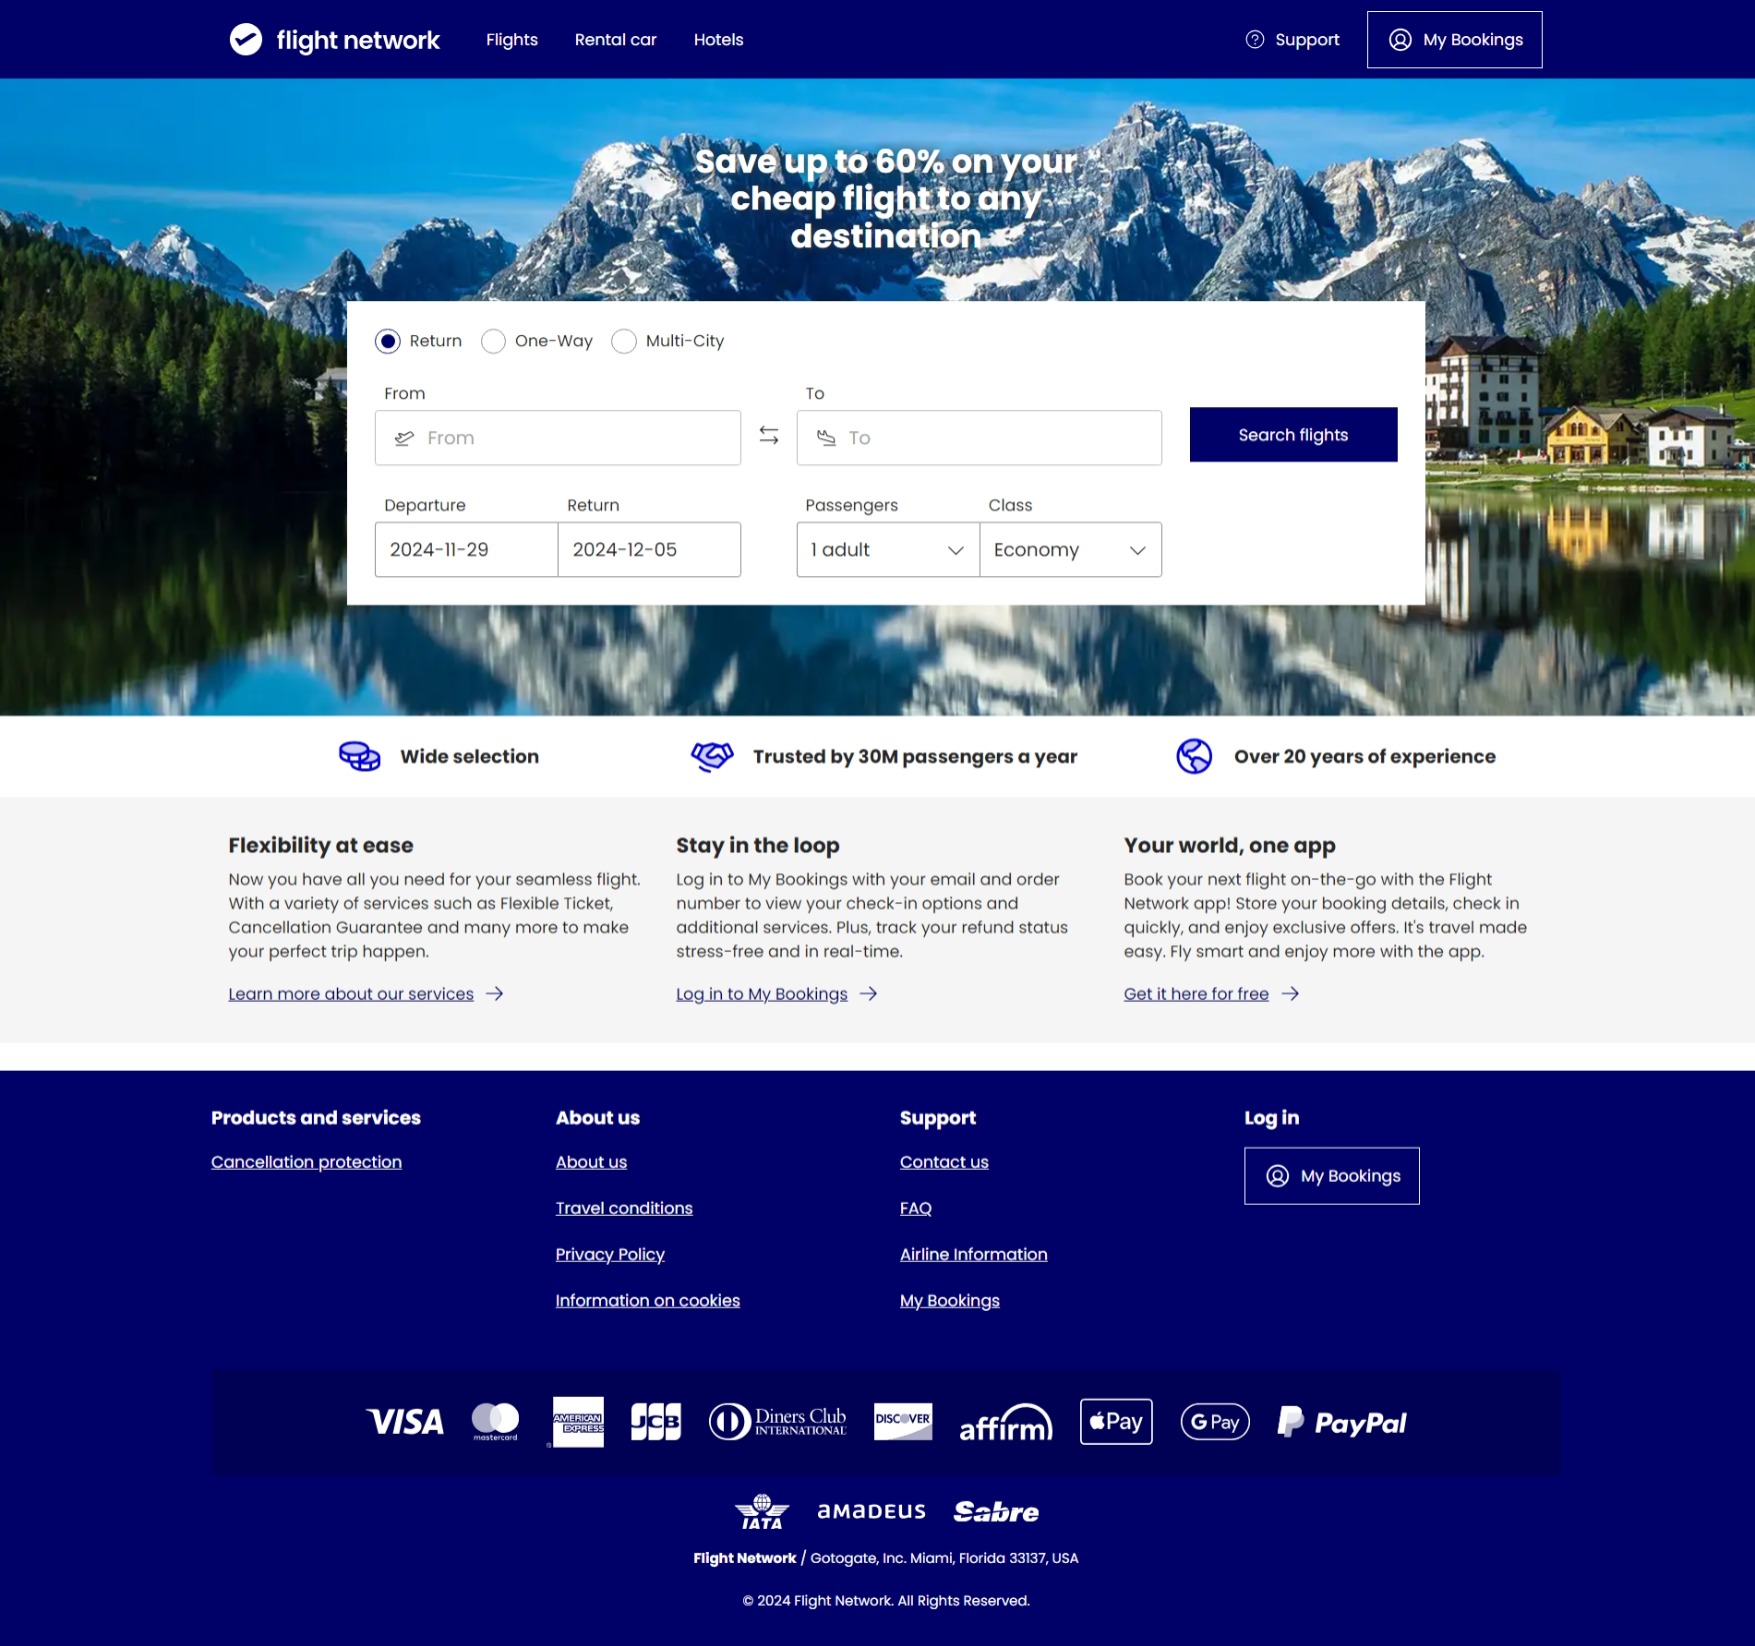 flight network
Flights
Rental car
Hotels
Support
My Bookings
Save up to 60% on your
cheap flight to any
destination
Return
One-Way
Multi-City
From
To
From
To
Search flights
Departure
Return
Passengers
Class
2024-11-29
2024-12-05
1 adult
Economy
Wide selection
Trusted by 30M passengers a year
Over 20 years of experience
Flexibility at ease
Now you have all you need for your seamless flight.
With a variety of services such as Flexible Ticket,
Cancellation Guarantee and many more to make
your perfect trip happen.
Learn more about our services
Stay in the loop
Log in to My Bookings with your email and order
number to view your check-in options and
additional services. Plus, track your refund status
stress-free and in real-time.
Log in to My Bookings
Your world, one app
Book your next flight on-the-go with the Flight
Network app! Store your booking details, check in
quickly, and enjoy exclusive offers. It's travel made
easy. Fly smart and enjoy more with the app.
Get it here for free
Products and services
Cancellation protection
About us
About us
Travel conditions
Privacy Policy
Information on cookies
Support
Contact us
FAQ
Airline Information
My Bookings
Log in
My Bookings
VISA
mastercard
AMERICAN
EXPRESS
JCB
Diners Club
INTERNATIONAL
DISCOVER
affirm
Pay
G Pay
PayPal
IATA
amadeus
Sabre
Flight Network / Gotogate, Inc. Miami, Florida 33137, USA
© 2024 Flight Network. All Rights Reserved.